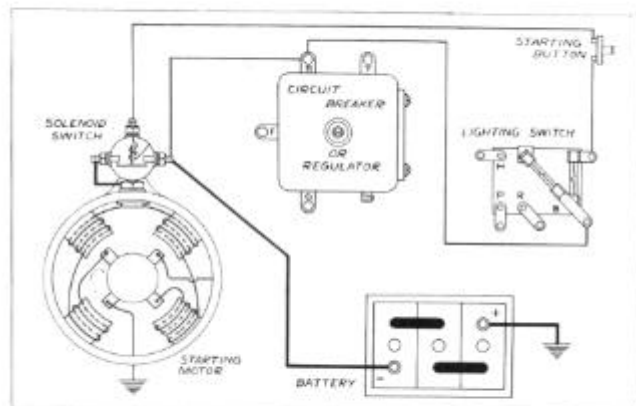 STARTING
BUTTON
CIRCUIT
BREAKER
OR
REGULATOR
SOLENOID
SWITCH
LIGHTING SWITCH
F
H
P R
B
+
-
STARTING
MOTOR
BATTERY